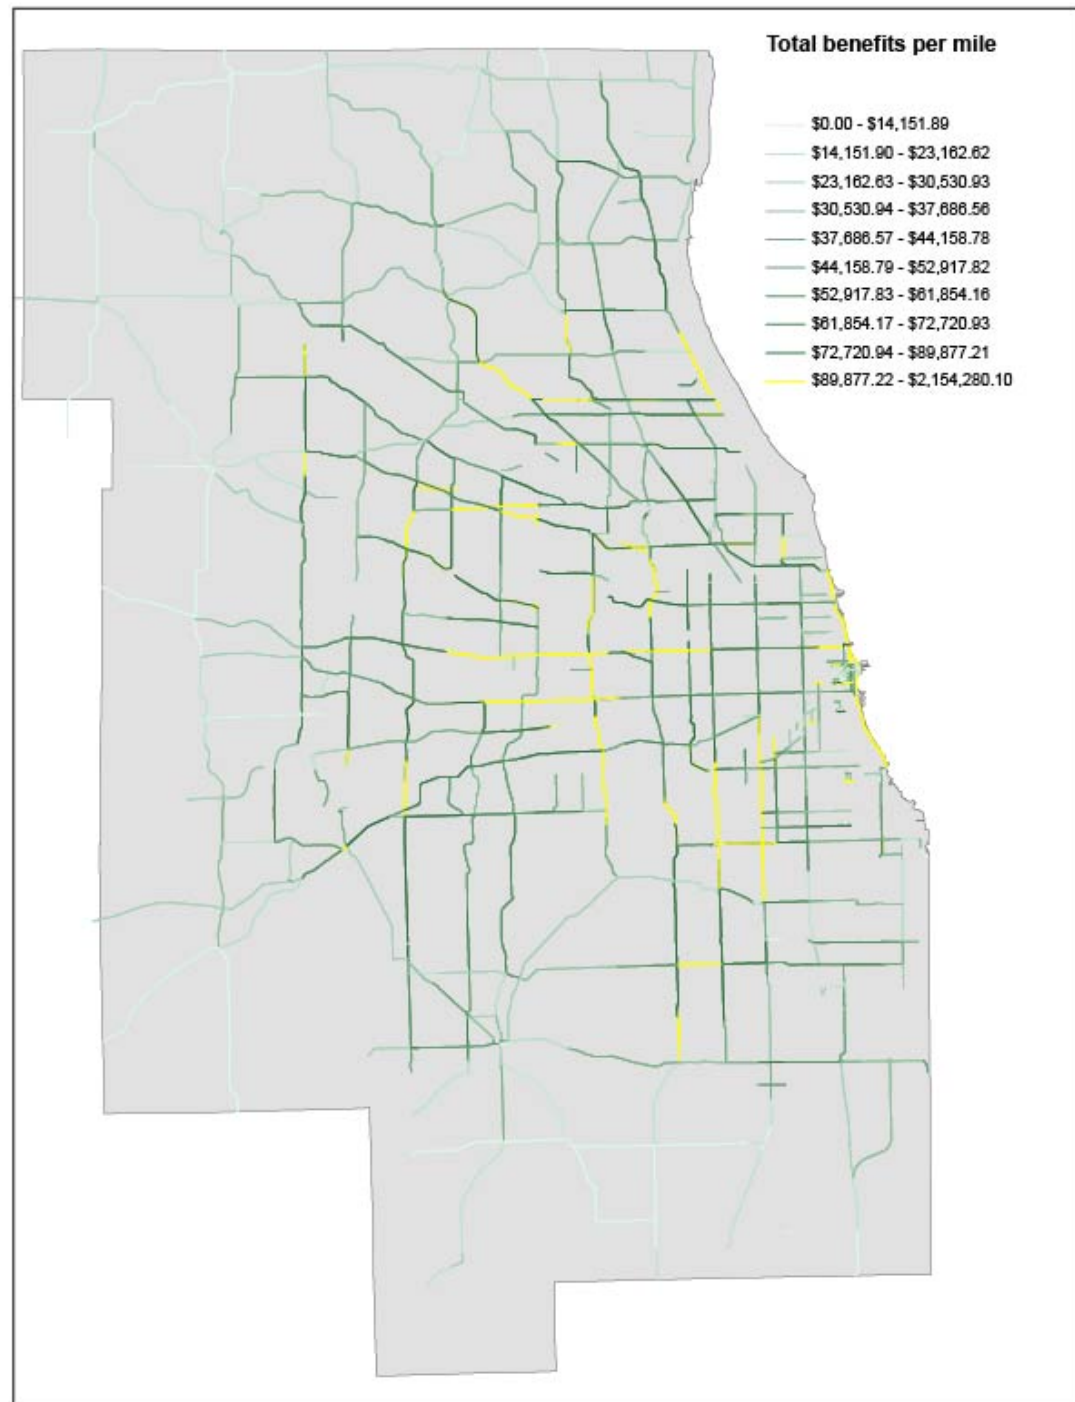 Total benefits per mile
$0.00 - $14,151.89
$14,151.90 - $23,162.62
$23,162.63 - $30,530.93
$30,530.94 - $37,686.56
$37,686.57 - $44,158.78
$44,158.79 - $52,917.82
$52,917.83 - $61,854.16
$61,854.17 - $72,720.93
$72,720.94 - $89,877.21
$89,877.22 - $2,154,280.10